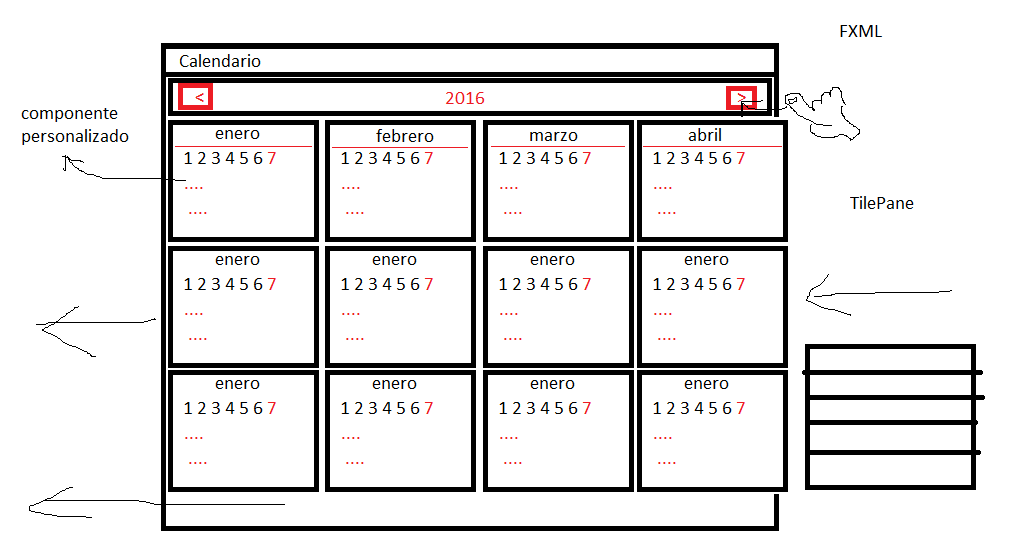 FXML
Calendario
< 2016 >
componente
personalizado
enero febrero marzo abril
1 2 3 4 5 6 7 1 2 3 4 5 6 7 1 2 3 4 5 6 7 1 2 3 4 5 6 7
.... .... .... ....
.... .... .... ....
TilePane
enero enero enero enero
1 2 3 4 5 6 7 1 2 3 4 5 6 7 1 2 3 4 5 6 7 1 2 3 4 5 6 7
.... .... .... ....
.... .... .... ....
enero enero enero enero
1 2 3 4 5 6 7 1 2 3 4 5 6 7 1 2 3 4 5 6 7 1 2 3 4 5 6 7
.... .... .... ....
.... .... .... ....